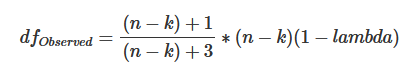 df_{Observed} = \frac{(n − k) + 1}{(n − k) + 3} * (n − k)(1 − lambda)